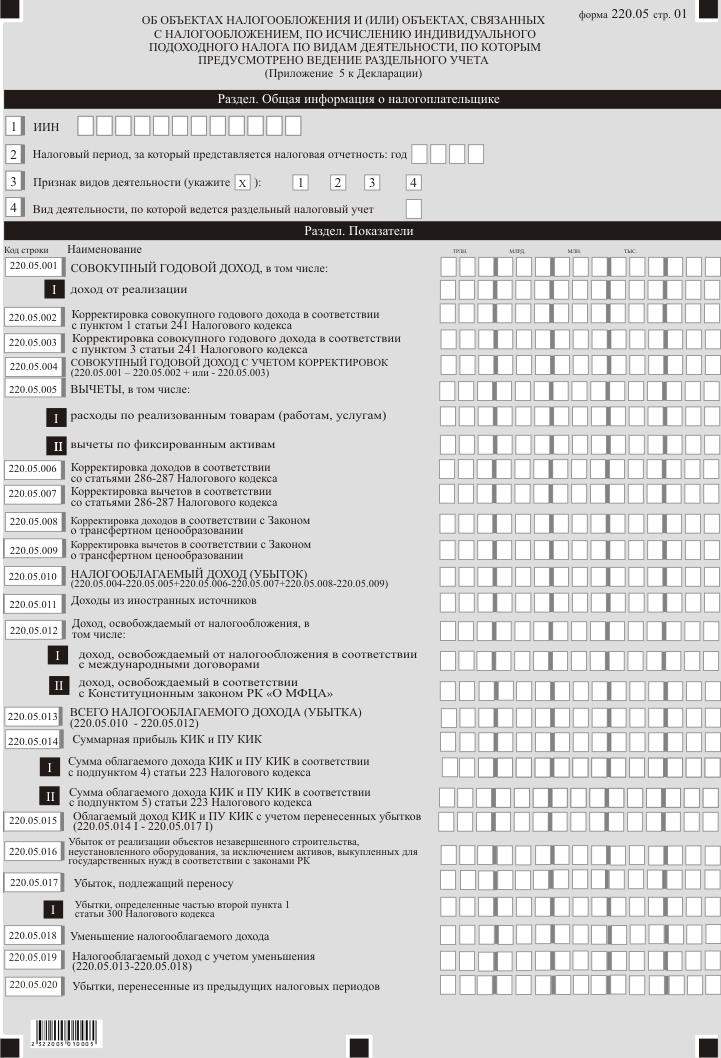 форма 220.05 стр. 01
ОБ ОБЪЕКТАХ НАЛОГООБЛОЖЕНИЯ И (ИЛИ) ОБЪЕКТАХ, СВЯЗАННЫХ
С НАЛОГООБЛОЖЕНИЕМ, ПО ИСЧИСЛЕНИЮ ИНДИВИДУАЛЬНОГО
ПОДОХОДНОГО НАЛОГА ПО ВИДАМ ДЕЯТЕЛЬНОСТИ, ПО КОТОРЫМ
ПРЕДУСМОТРЕНО ВЕДЕНИЕ РАЗДЕЛЬНОГО УЧЕТА
(Приложение 5 к Декларации)
Раздел. Общая информация о налогоплательщике
1 ИИН
2 Налоговый период, за который представляется налоговая отчетность: год
3 Признак видов деятельности (укажите X ): 1 2 3 4
4 Вид деятельности, по которой ведется раздельный налоговый учет
Раздел. Показатели
Код строки Наименование ТРЛН. МЛРД. МЛН. ТЫС.
220.05.001 СОВОКУПНЫЙ ГОДОВОЙ ДОХОД, в том числе:
I доход от реализации
220.05.002 Корректировка совокупного годового дохода в соответствии
с пунктом 1 статьи 241 Налогового кодекса
220.05.003 Корректировка совокупного годового дохода в соответствии
с пунктом 3 статьи 241 Налогового кодекса
220.05.004 СОВОКУПНЫЙ ГОДОВОЙ ДОХОД С УЧЕТОМ КОРРЕКТИРОВОК
(220.05.001 – 220.05.002 + или - 220.05.003)
220.05.005 ВЫЧЕТЫ, в том числе:
I расходы по реализованным товарам (работам, услугам)
II вычеты по фиксированным активам
220.05.006 Корректировка доходов в соответствии
со статьями 286-287 Налогового кодекса
220.05.007 Корректировка вычетов в соответствии
со статьями 286-287 Налогового кодекса
220.05.008 Корректировка доходов в соответствии с Законом
о трансфертном ценообразовании
220.05.009 Корректировка вычетов в соответствии с Законом
о трансфертном ценообразовании
220.05.010 НАЛОГООБЛАГАЕМЫЙ ДОХОД (УБЫТОК)
(220.05.004-220.05.005+220.05.006-220.05.007+220.05.008-220.05.009)
220.05.011 Доходы из иностранных источников
220.05.012 Доход, освобождаемый от налогообложения, в
том числе:
I доход, освобождаемый от налогообложения в соответствии
с международными договорами
II доход, освобождаемый в соответствии
с Конституционным законом РК «О МФЦА»
220.05.013 ВСЕГО НАЛОГООБЛАГАЕМОГО ДОХОДА (УБЫТКА)
(220.05.010 - 220.05.012)
220.05.014 Суммарная прибыль КИК и ПУ КИК
I Сумма облагаемого дохода КИК и ПУ КИК в соответствии
с подпунктом 4) статьи 223 Налогового кодекса
II Сумма облагаемого дохода КИК и ПУ КИК в соответствии
с подпунктом 5) статьи 223 Налогового кодекса
220.05.015 Облагаемый доход КИК и ПУ КИК с учетом перенесенных убытков
(220.05.014 I - 220.05.017 I)
220.05.016 Убыток от реализации объектов незавершенного строительства,
неустановленного оборудования, за исключением активов, выкупленных для
государственных нужд в соответствии с законами РК
220.05.017 Убыток, подлежащий переносу
I Убытки, определенные частью второй пункта 1
статьи 300 Налогового кодекса
220.05.018 Уменьшение налогооблагаемого дохода
220.05.019 Налогооблагаемый доход с учетом уменьшения
(220.05.013-220.05.018)
220.05.020 Убытки, перенесенные из предыдущих налоговых периодов
2 322005 010005